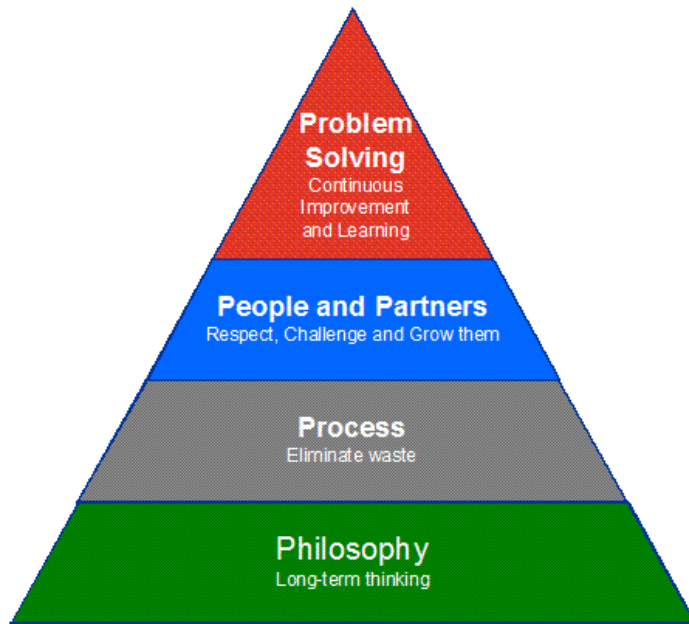 Problem
Solving
Continuous
Improvement
and Learning
People and Partners
Respect, Challenge and Grow them
Process
Eliminate waste
Philosophy
Long-term thinking